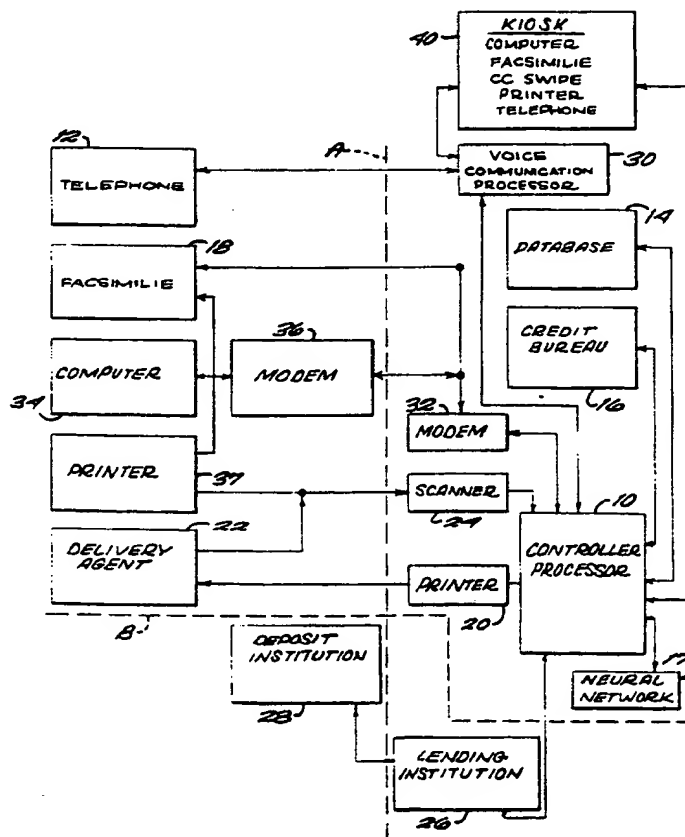 40
KIOSK
COMPUTER
FACSIMILIE
CC SWIPE
PRINTER
TELEPHONE
12
A
TELEPHONE
VOICE
COMMUNICATION
PROCESSOR
30
18
14
FACSIMILIE
DATABASE
36
COMPUTER
MODEM
CREDIT
BUREAU
34
32
16
MODEM
PRINTER
37
SCANNER
24
10
22
DELIVERY
AGENT
CONTROLLER
PROCESSOR
PRINTER
20
B
DEPOSIT
INSTITUTION
28
17
NEURAL
NETWORK
LENDING
INSTITUTION
26